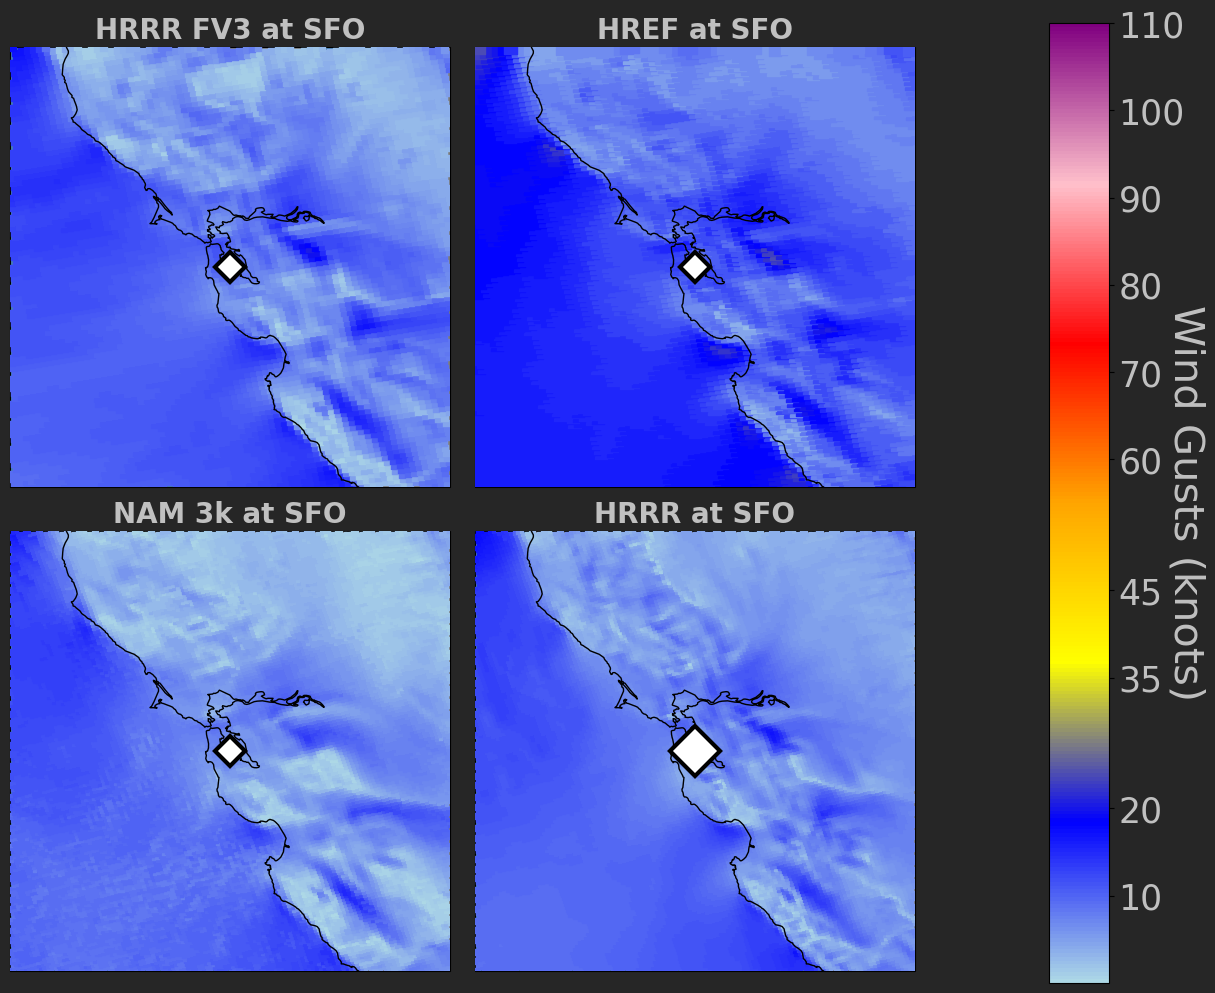 HRRR FV3 at SFO
HREF at SFO
NAM 3k at SFO
HRRR at SFO
110
100
90
80
70
60
45
35
20
10
Wind Gusts (knots)